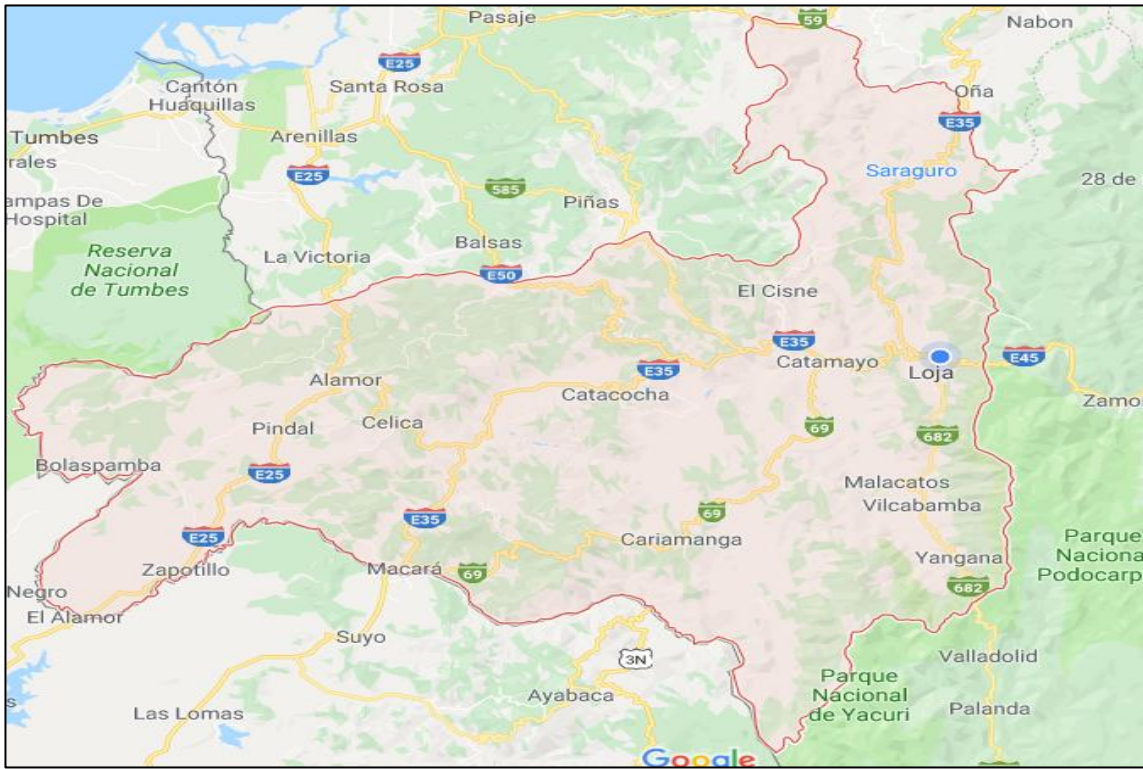 Pasaje
59
Nabon
E25
Cantón
Huaquillas
Santa Rosa
Oña
Tumbes
Arenillas
E35
rrales
E25
Saraguro
585
28 de
ampas De
Hospital
Piñas
Reserva
Nacional
de Tumbes
La Victoria
Balsas
E50
El Cisne
E35
E45
Alamor
E35
Catamayo
Loja
Catacocha
Zamor
Pindal
Celica
69
682
Bolaspamba
E25
Malacatos
Vilcabamba
E35
69
E25
Cariamanga
Parque
Naciona
Podocarp
Yangana
Zapotillo
Macará
69
682
Negro
El Alamor
Suyo
3N
Valladolid
Parque
Nacional
de Yacuri
Ayabaca
Palanda
s
Las Lomas
Google